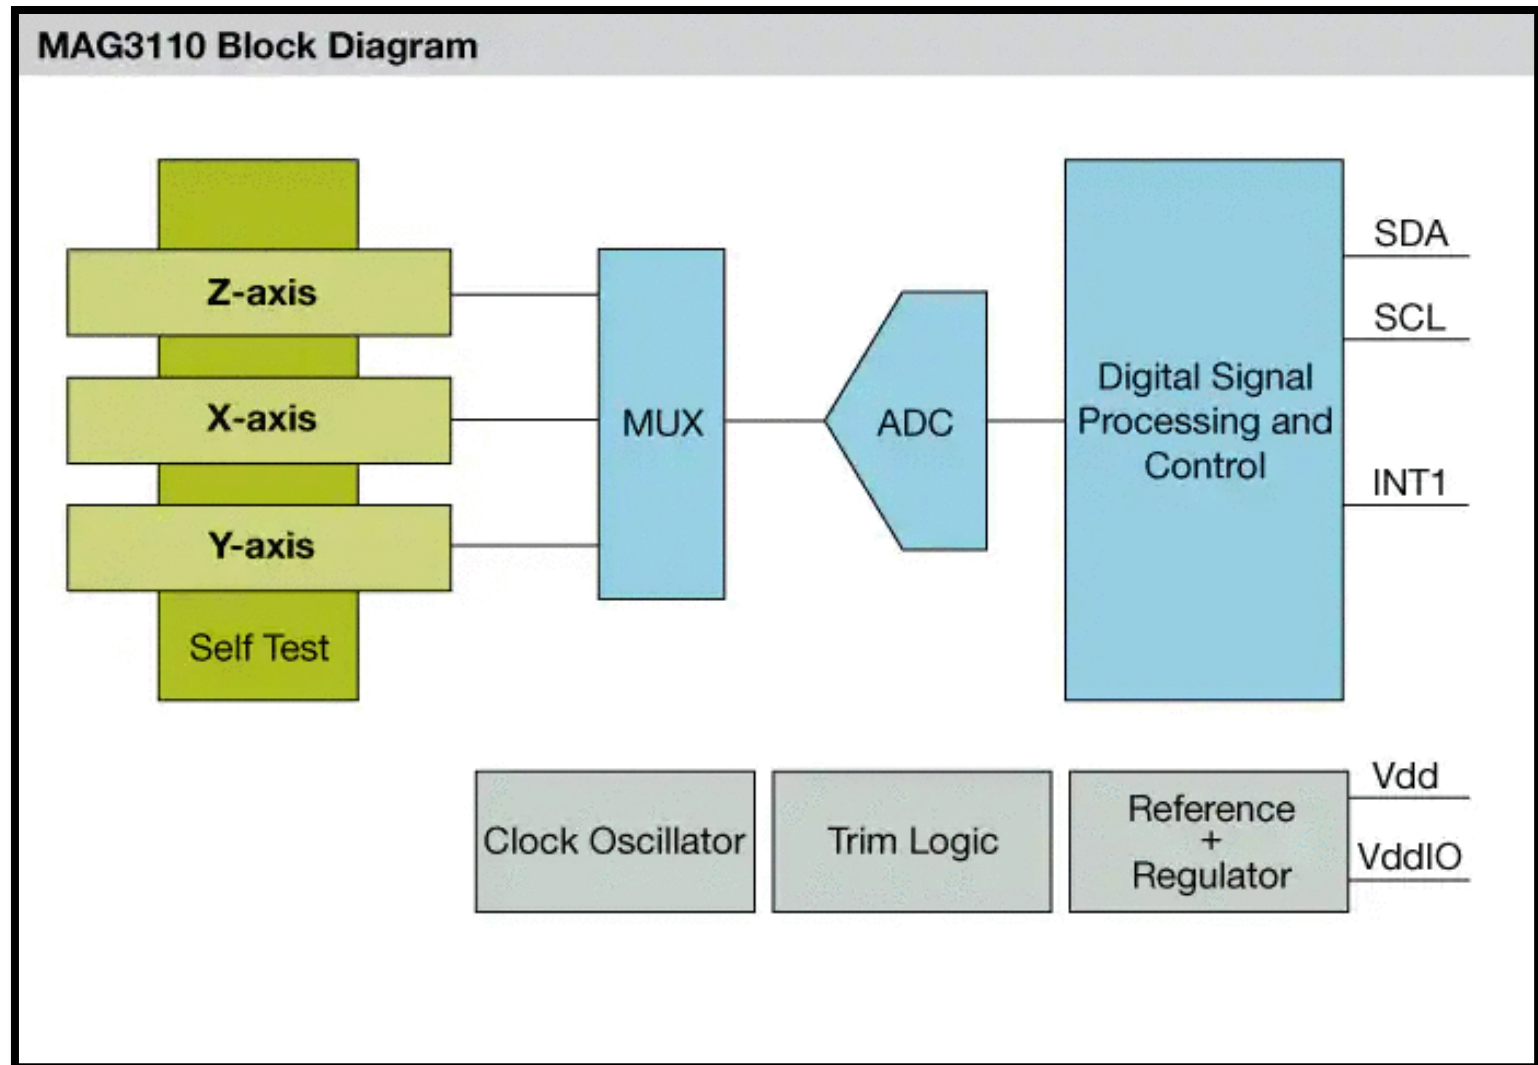 MAG3110 Block Diagram
Z-axis
X-axis
Y-axis
Self Test
MUX
ADC
Digital Signal
Processing and
Control
SDA
SCL
INT1
Clock Oscillator
Trim Logic
Reference
+
Regulator
Vdd
VddIO